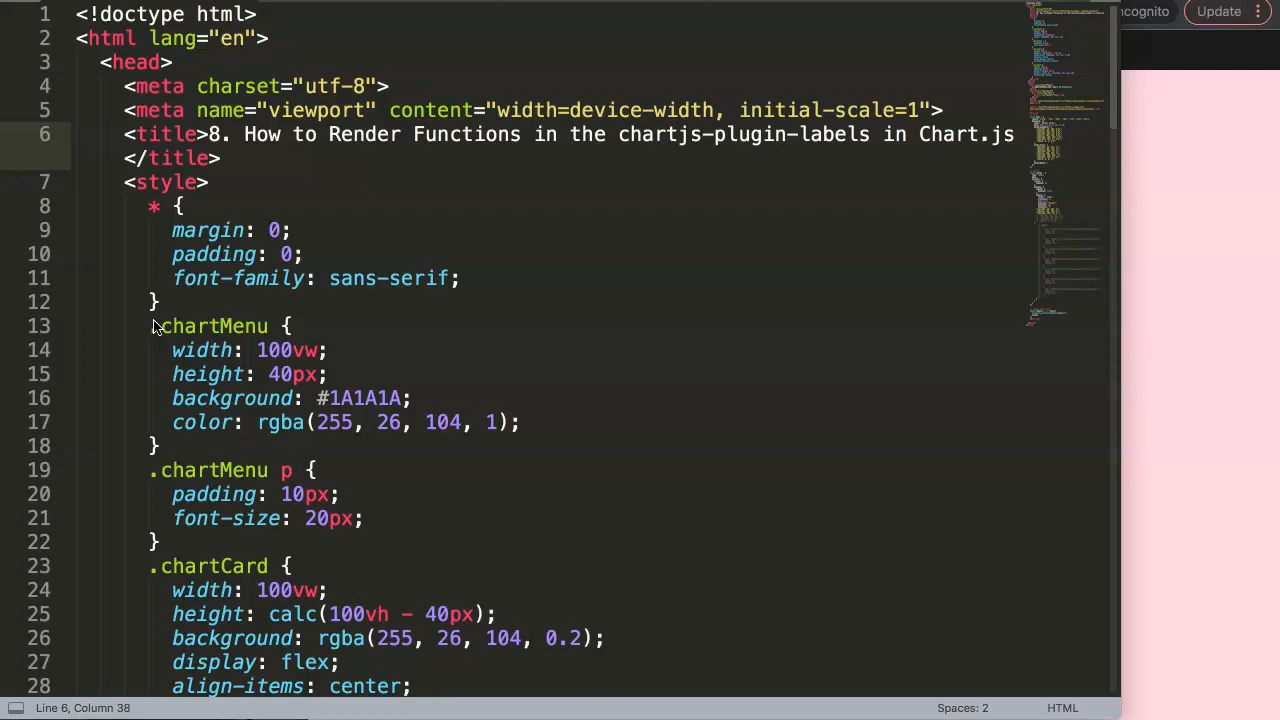 cognito
Update
1 <!doctype html>
2 <html lang="en">
3 <head>
4 <meta charset="utf-8">
5 <meta name="viewport" content="width=device-width, initial-scale=1">
6 <title>8. How to Render Functions in the chartjs-plugin-labels in Chart.js
</title>
7 <style>
8 * {
9 margin: 0;
10 padding: 0;
11 font-family: sans-serif;
12 }
13 .chartMenu {
14 width: 100vw;
15 height: 40px;
16 background: #1A1A1A;
17 color: rgba(255, 26, 104, 1);
18 }
19 .chartMenu p {
20 padding: 10px;
21 font-size: 20px;
22 }
23 .chartCard {
24 width: 100vw;
25 height: calc(100vh - 40px);
26 background: rgba(255, 26, 104, 0.2);
27 display: flex;
28 align-items: center;
Line 6, Column 38
Spaces: 2
HTML